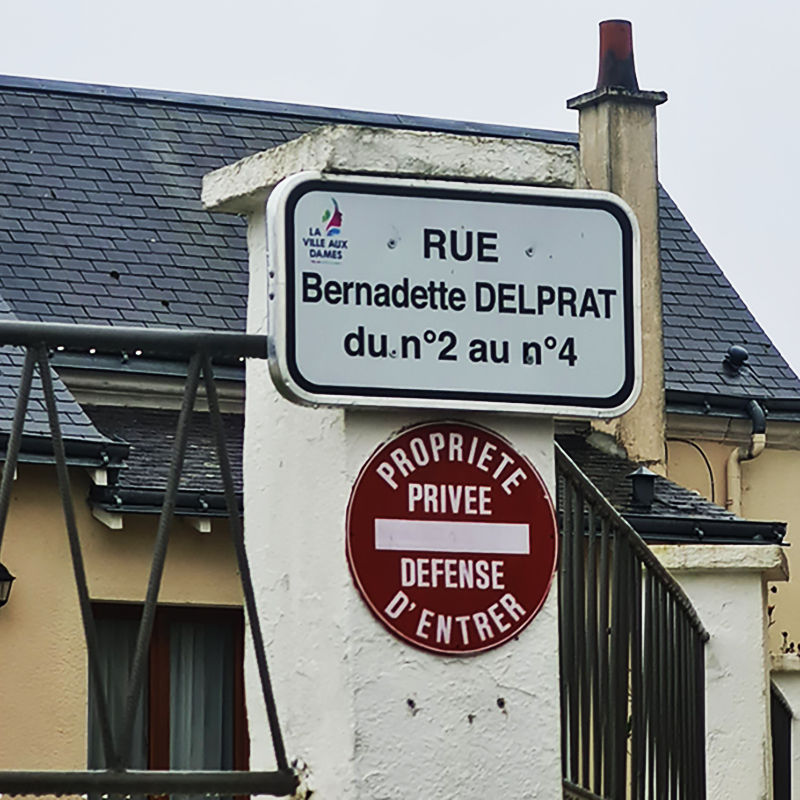 LA
VILLE AUX
DAMES
RUE
Bernadette DELPRAT
du n°2 au n°4
PROPRIETE
PRIVEE
DEFENSE
D'ENTRER